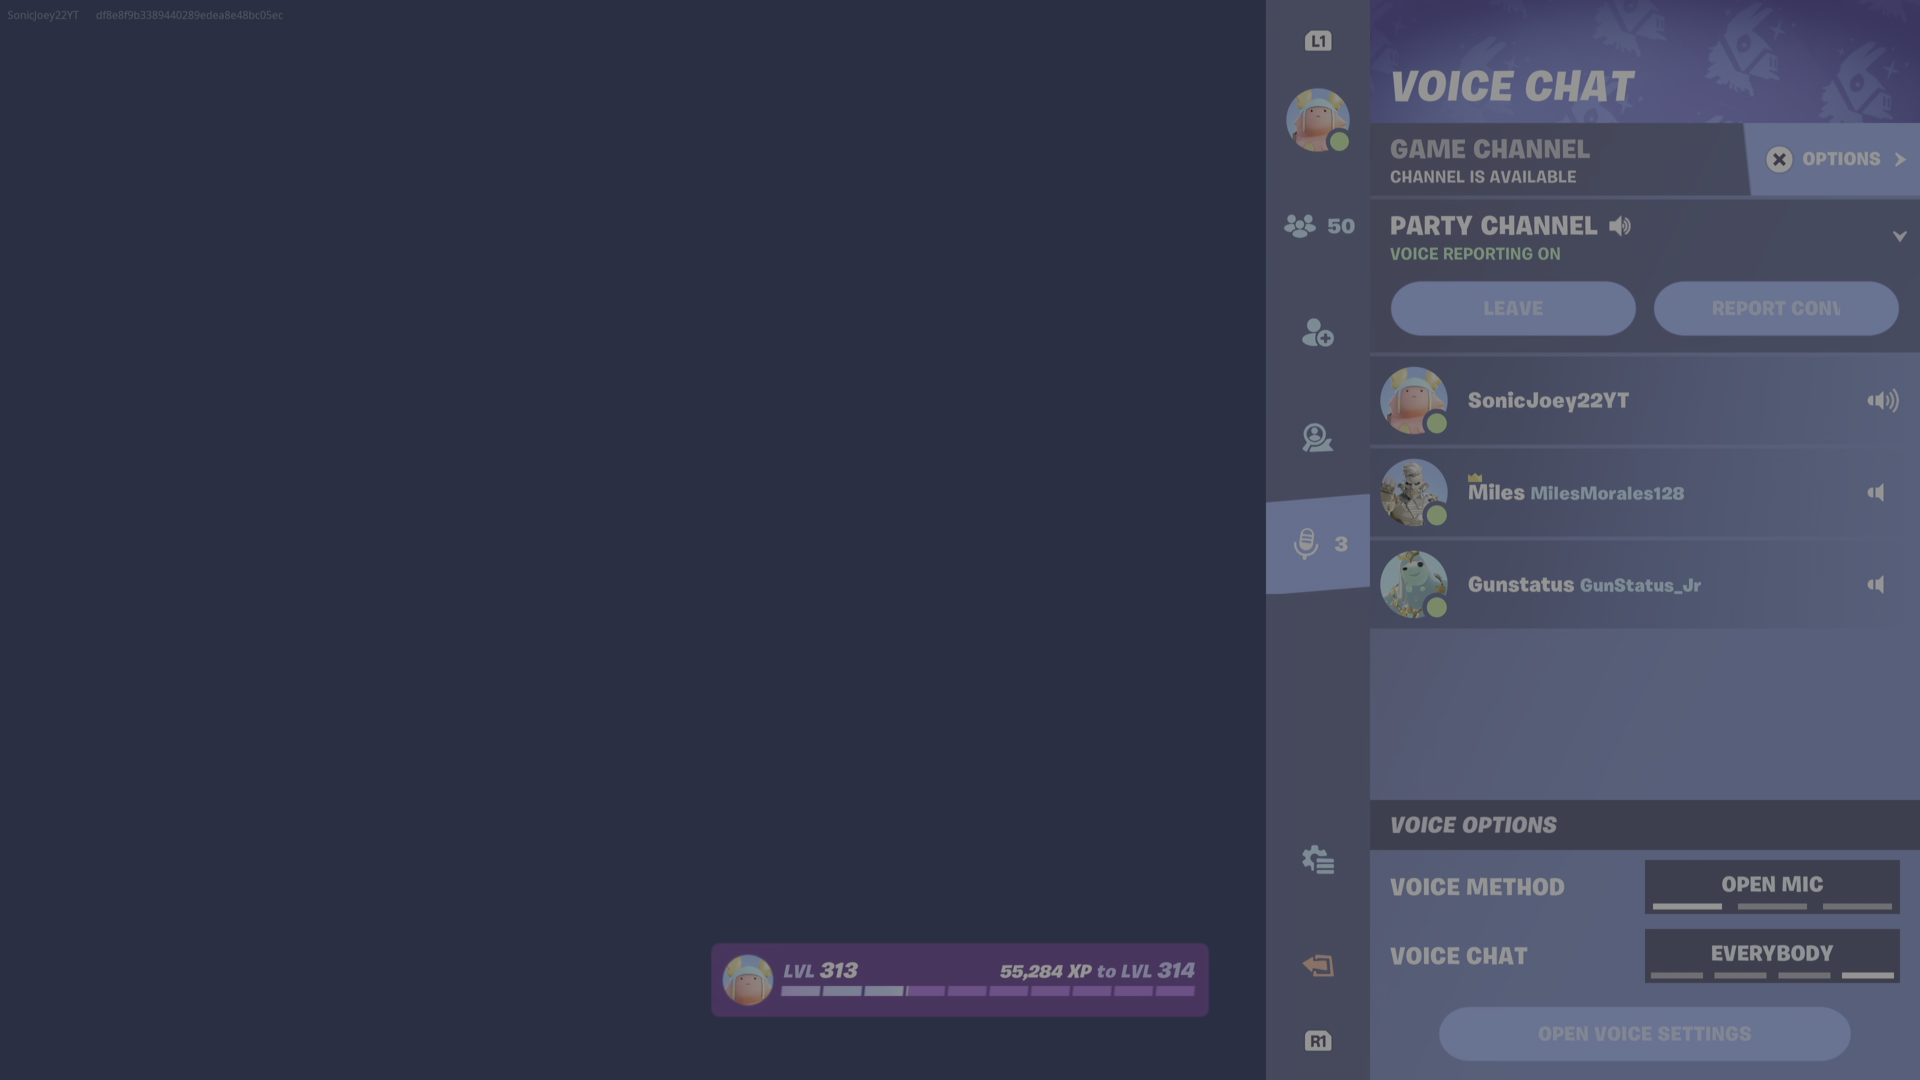 SonicJoey22YT df8e8f9b3389440289edea8e48bc05ec
L1
VOICE CHAT
GAME CHANNEL
CHANNEL IS AVAILABLE
OPTIONS
50
PARTY CHANNEL
VOICE REPORTING ON
LEAVE
REPORT CONV
SonicJoey22YT
Miles MilesMorales128
3
Gunstatus GunStatus_Jr
VOICE OPTIONS
VOICE METHOD
OPEN MIC
VOICE CHAT
EVERYBODY
LVL 313
55,284 XP to LVL 314
OPEN VOICE SETTINGS
R1